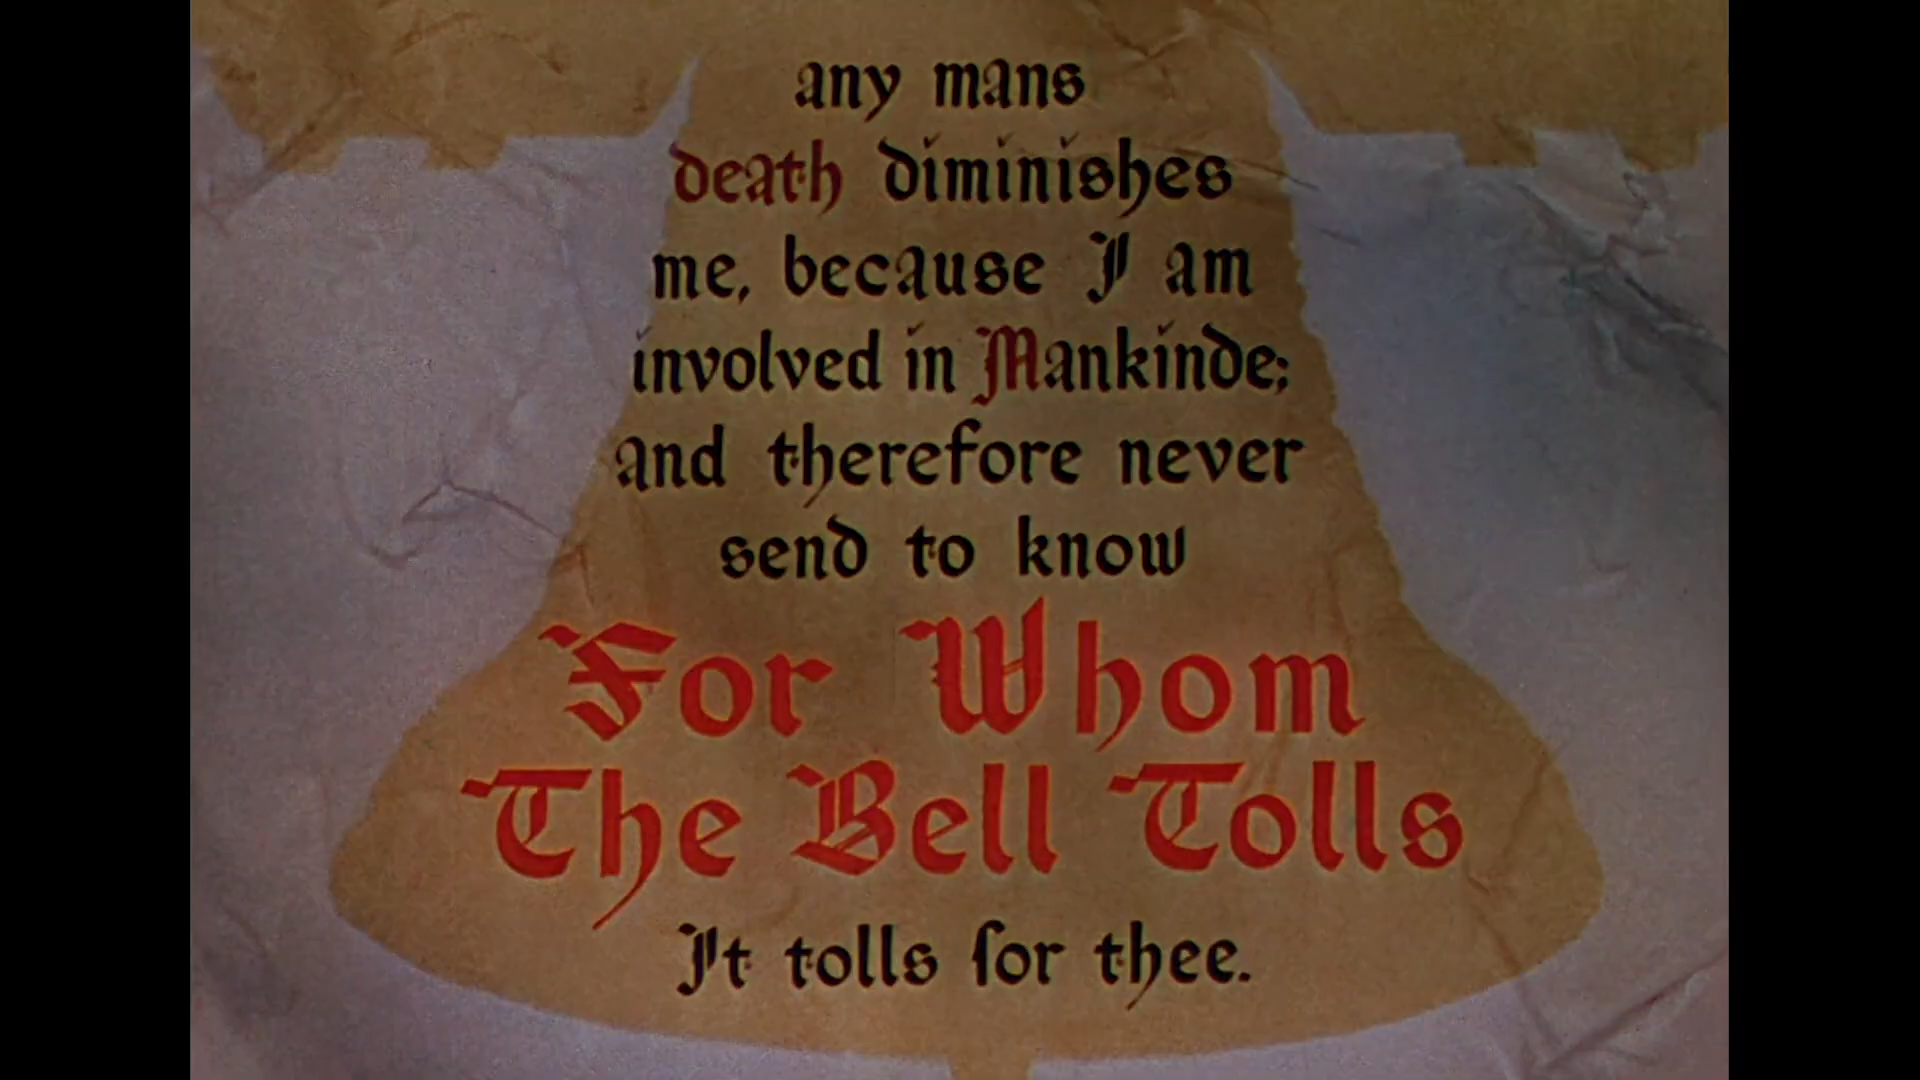 any mans
death diminishes
me, because I am
involved in Mankinde;
and therefore never
send to know
For Whom
The Bell Tolls
It tolls for thee.